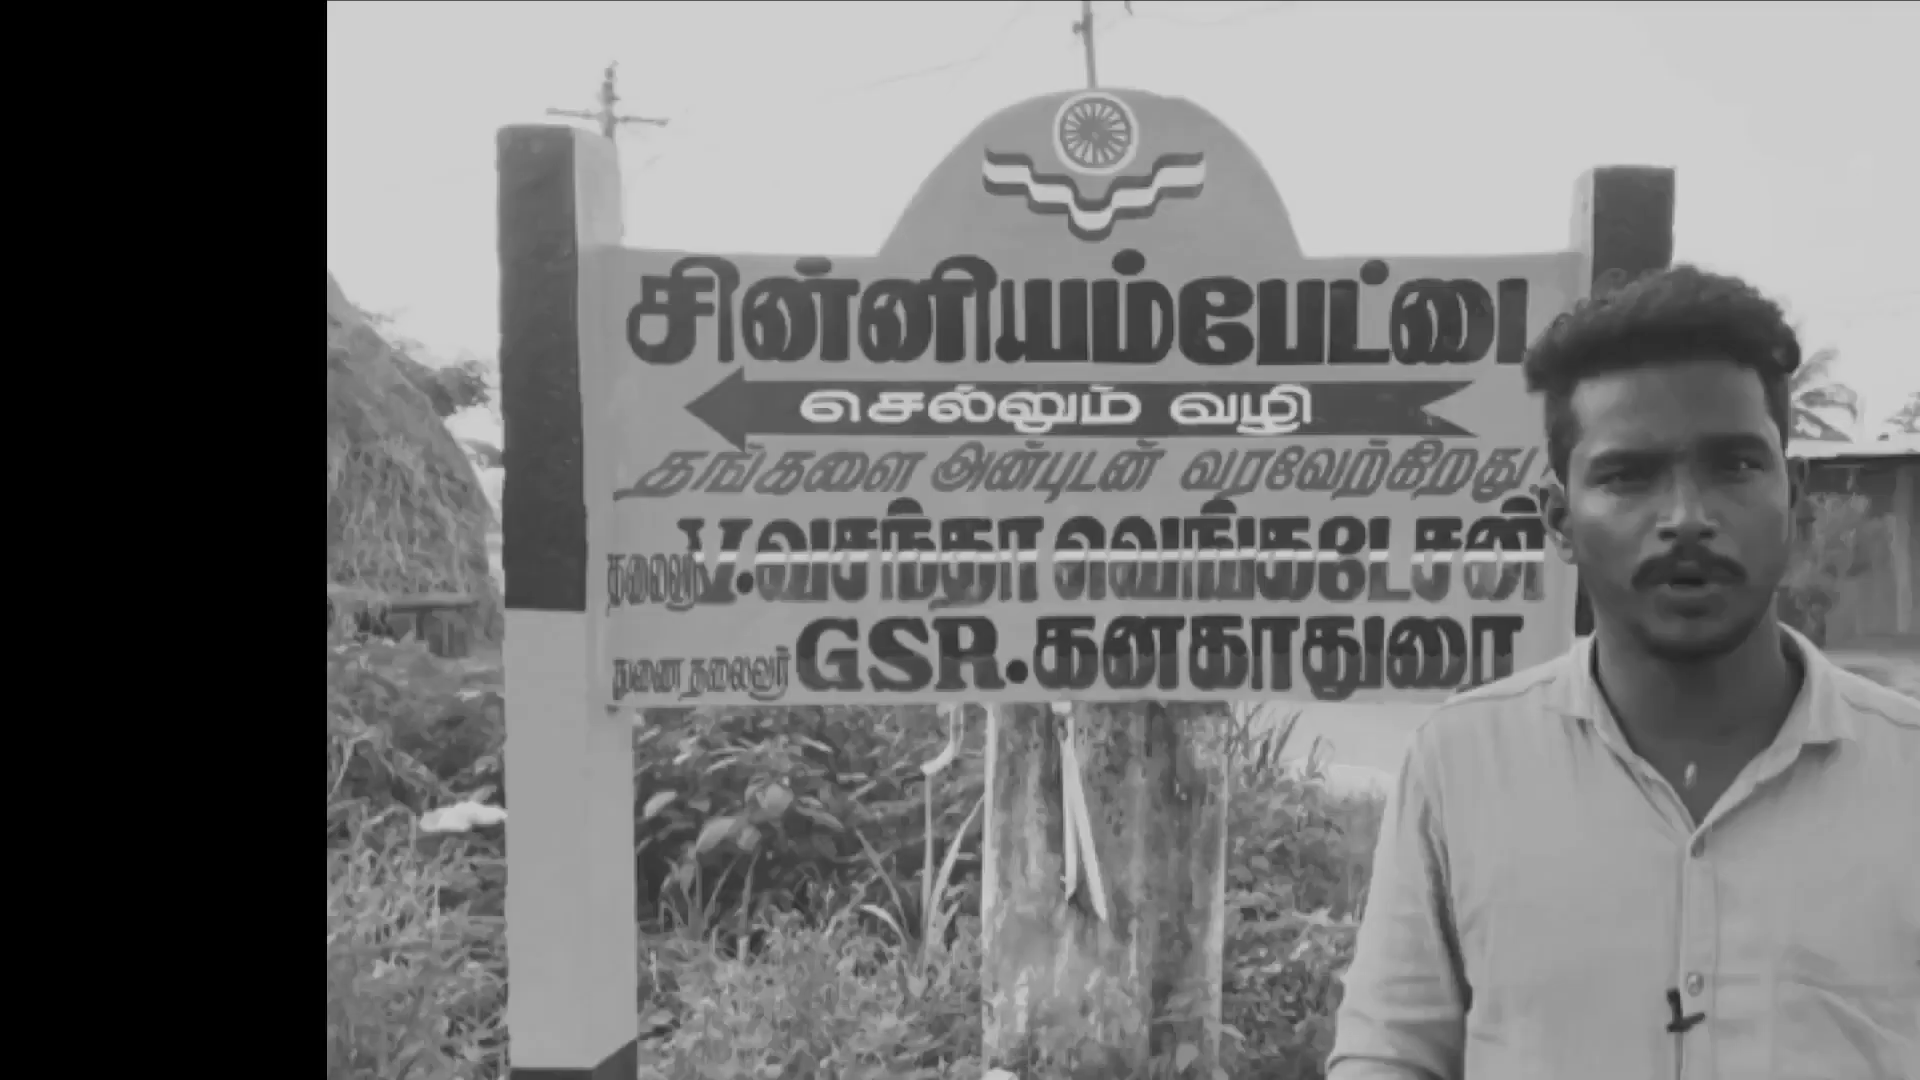 சின்னியம்பேட்டை
செல்லும் வழி
தங்களை அன்புடன் வரவேற்கிறது
தலைவர் V.வசந்தா வெங்கடேசன்
துணை தலைவர் GSR.கனகாதுரை